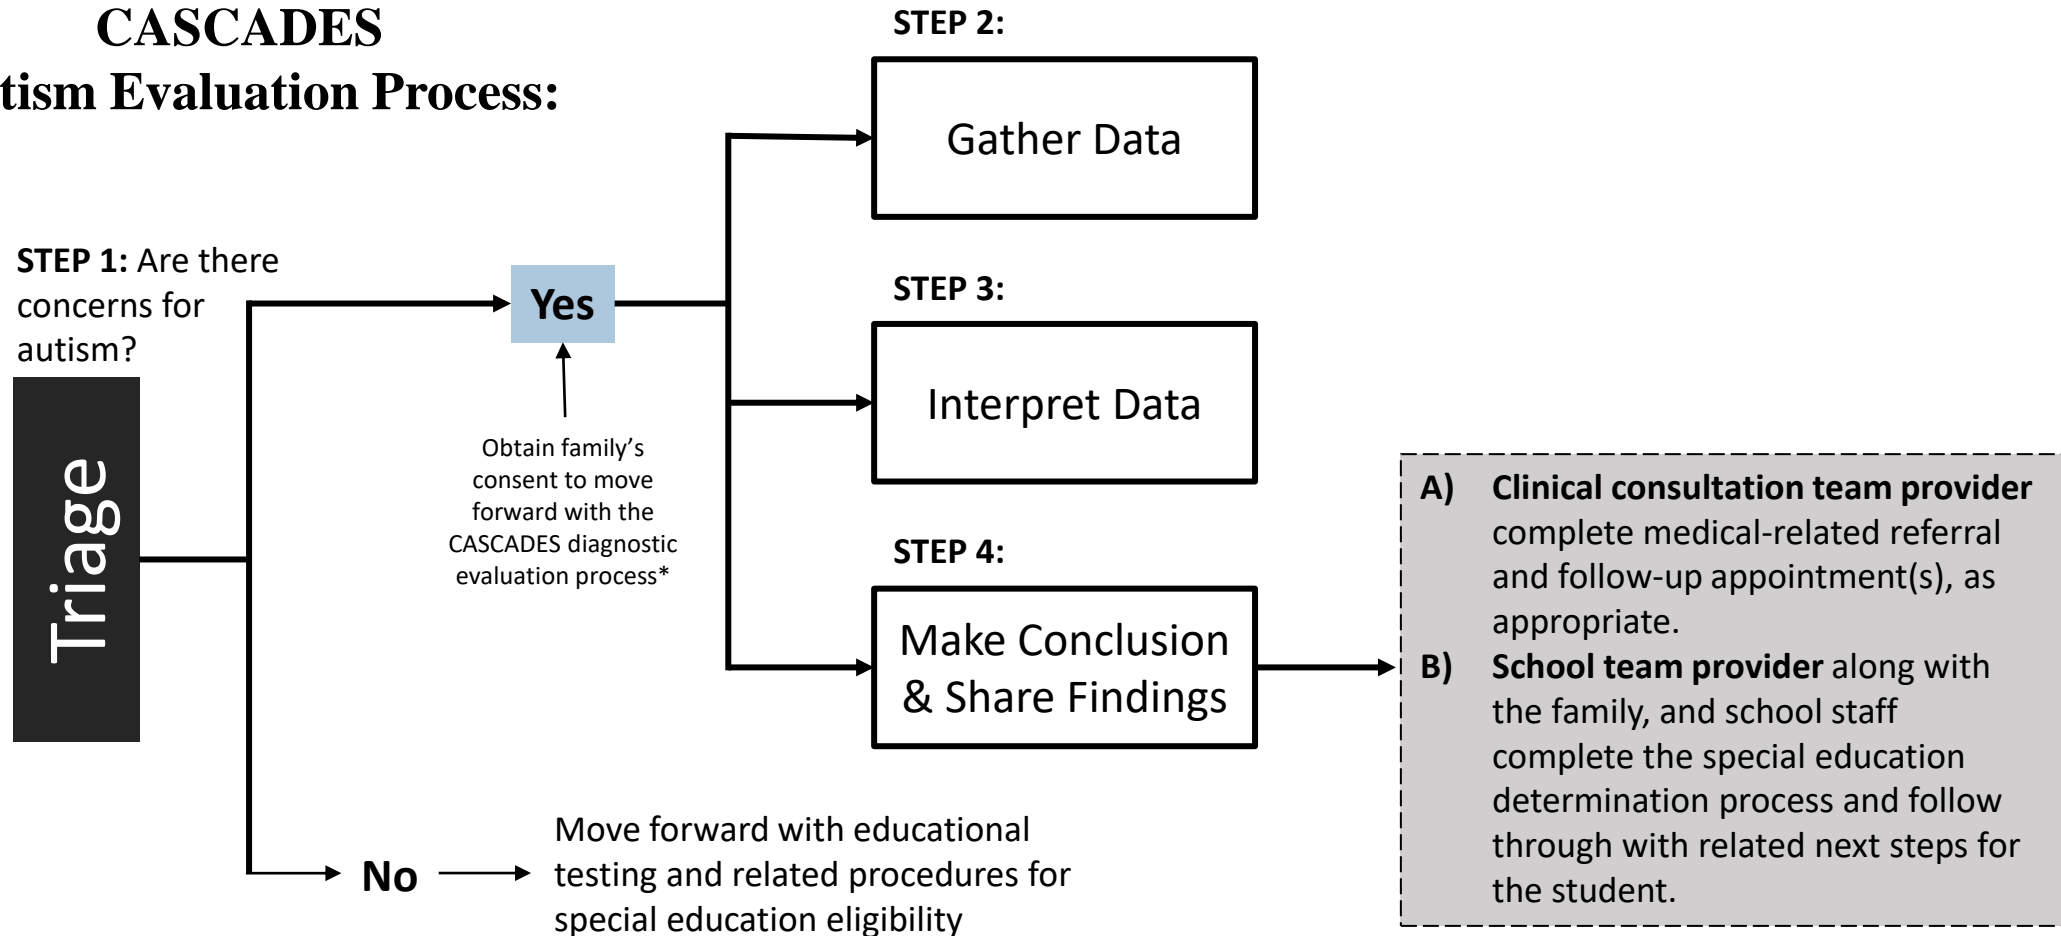 CASCADES
tism Evaluation Process:
STEP 1: Are there
concerns for
autism?
Triage
Yes
Obtain family’s
consent to move
forward with the
CASCADES diagnostic
evaluation process*
No
Move forward with educational
testing and related procedures for
special education eligibility
STEP 2:
Gather Data
STEP 3:
Interpret Data
STEP 4:
Make Conclusion
& Share Findings
A) Clinical consultation team provider
complete medical-related referral
and follow-up appointment(s), as
appropriate.
B) School team provider along with
the family, and school staff
complete the special education
determination process and follow
through with related next steps for
the student.